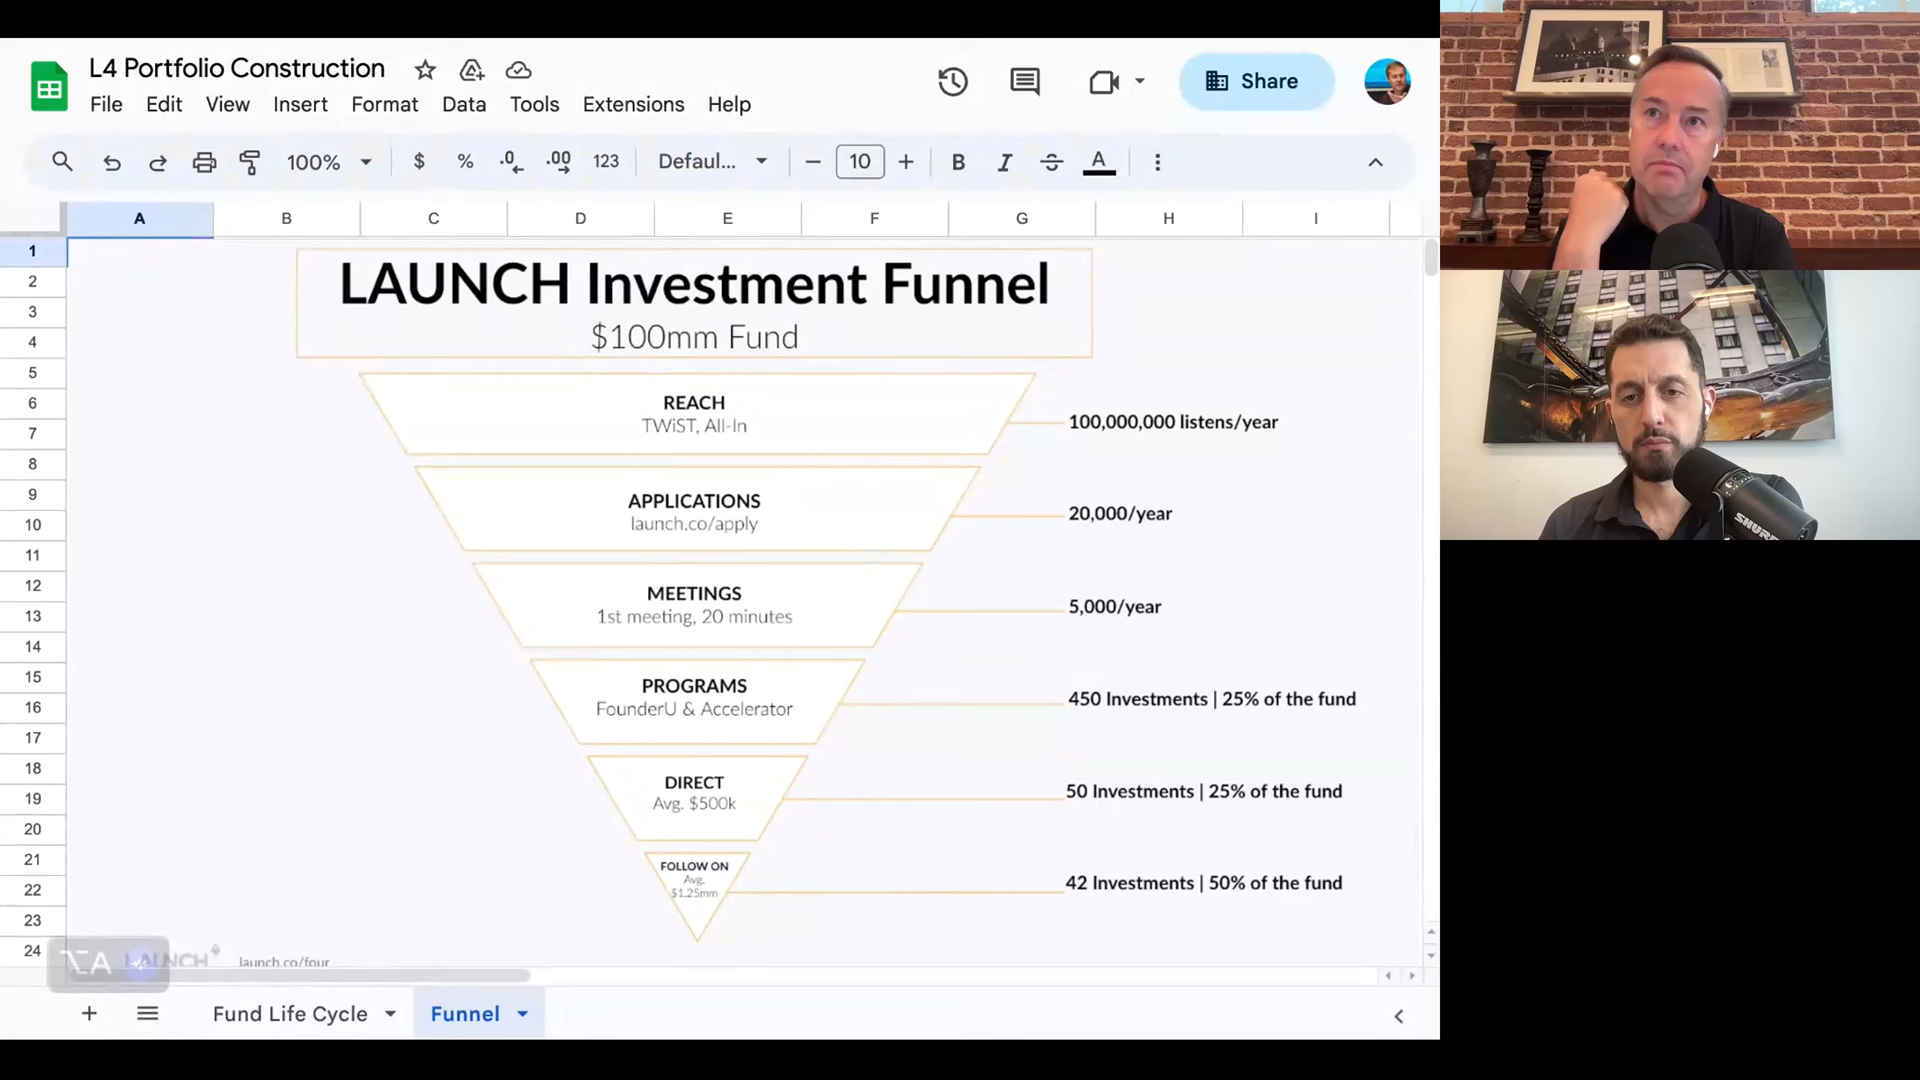 L4 Portfolio Construction
File Edit View Insert Format Data Tools Extensions Help
Share
100% $ % .0 .00 123 Defaul... 10 B I A
A B C D E F G H I
1
2
3
4
5
6
7
8
9
10
11
12
13
14
15
16
17
18
19
20
21
22
23
24
LAUNCH Investment Funnel
$100mm Fund
REACH
TWiST, All-In
100,000,000 listens/year
APPLICATIONS
launch.co/apply
20,000/year
MEETINGS
1st meeting, 20 minutes
5,000/year
PROGRAMS
FounderU & Accelerator
450 Investments | 25% of the fund
DIRECT
Avg. $500k
50 Investments | 25% of the fund
FOLLOW ON
Avg.
$1.25mm
42 Investments | 50% of the fund
⌥A
LAUNCH
launch.co/four
Fund Life Cycle
Funnel
SHURE